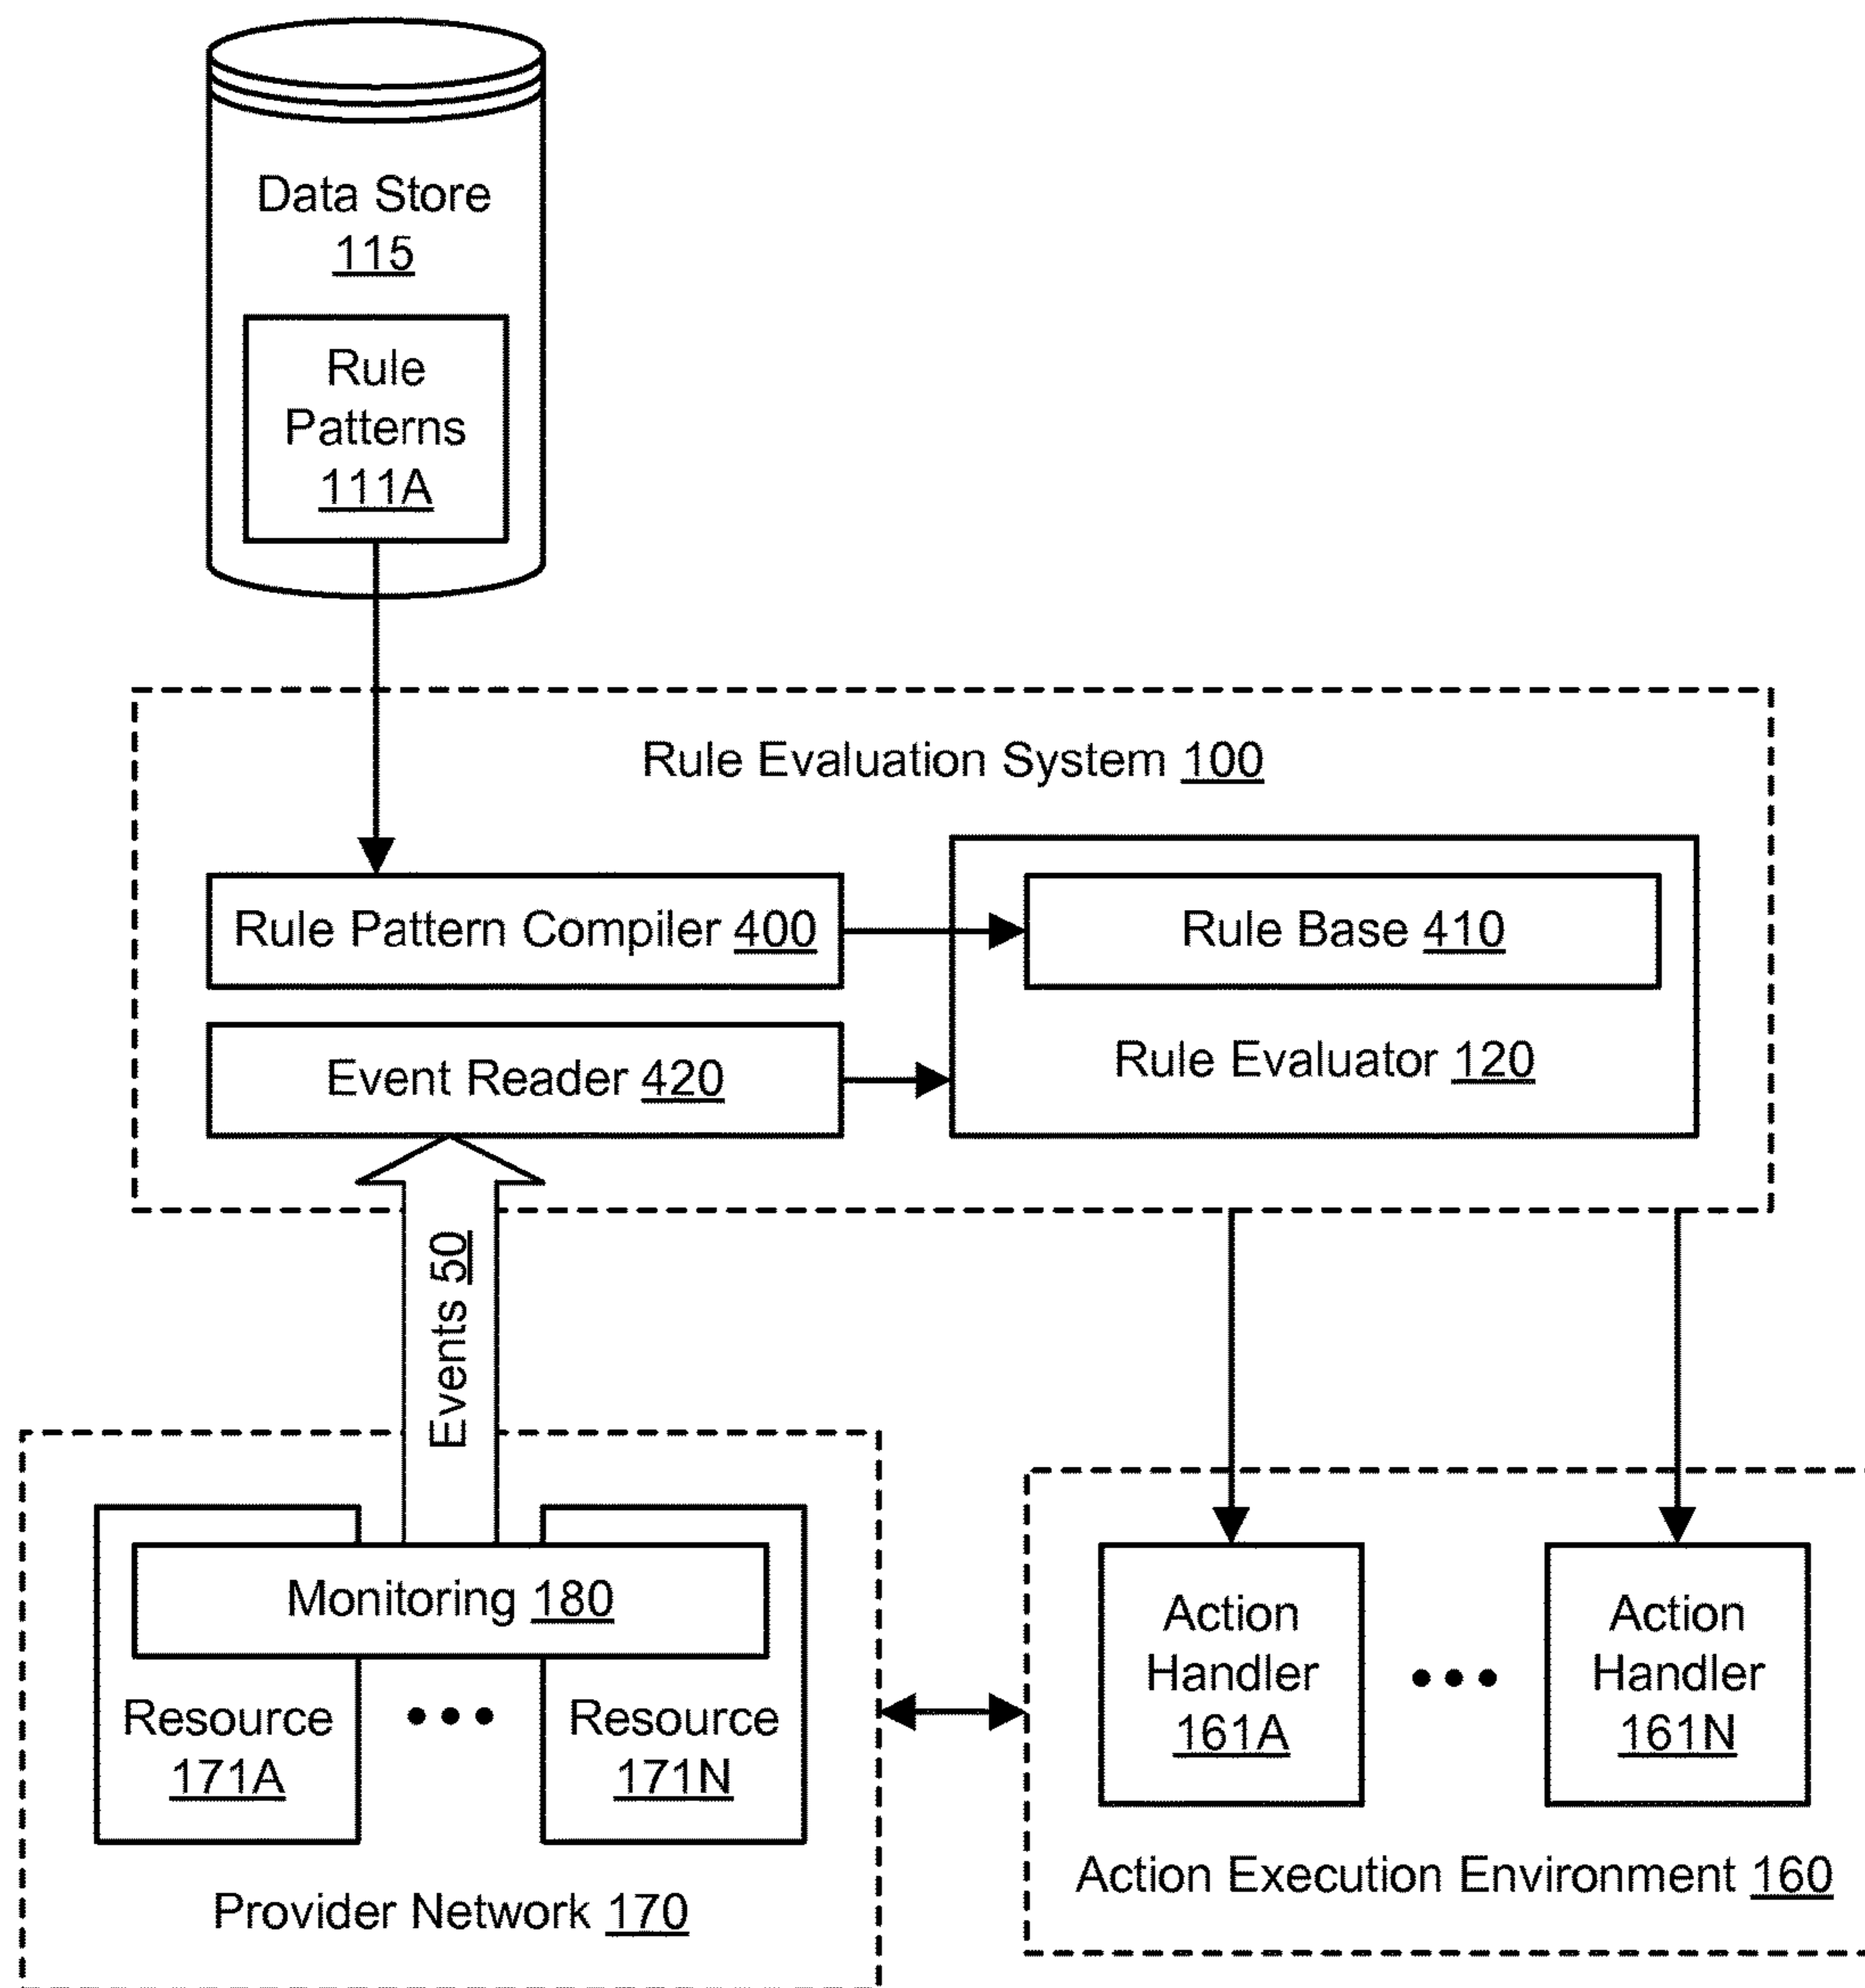 Data Store
115
Rule
Patterns
111A
Rule Evaluation System 100
Rule Pattern Compiler 400
Rule Base 410
Event Reader 420
Rule Evaluator 120
Events 50
Monitoring 180
Resource
171A
Resource
171N
Provider Network 170
Action
Handler
161A
Action
Handler
161N
Action Execution Environment 160